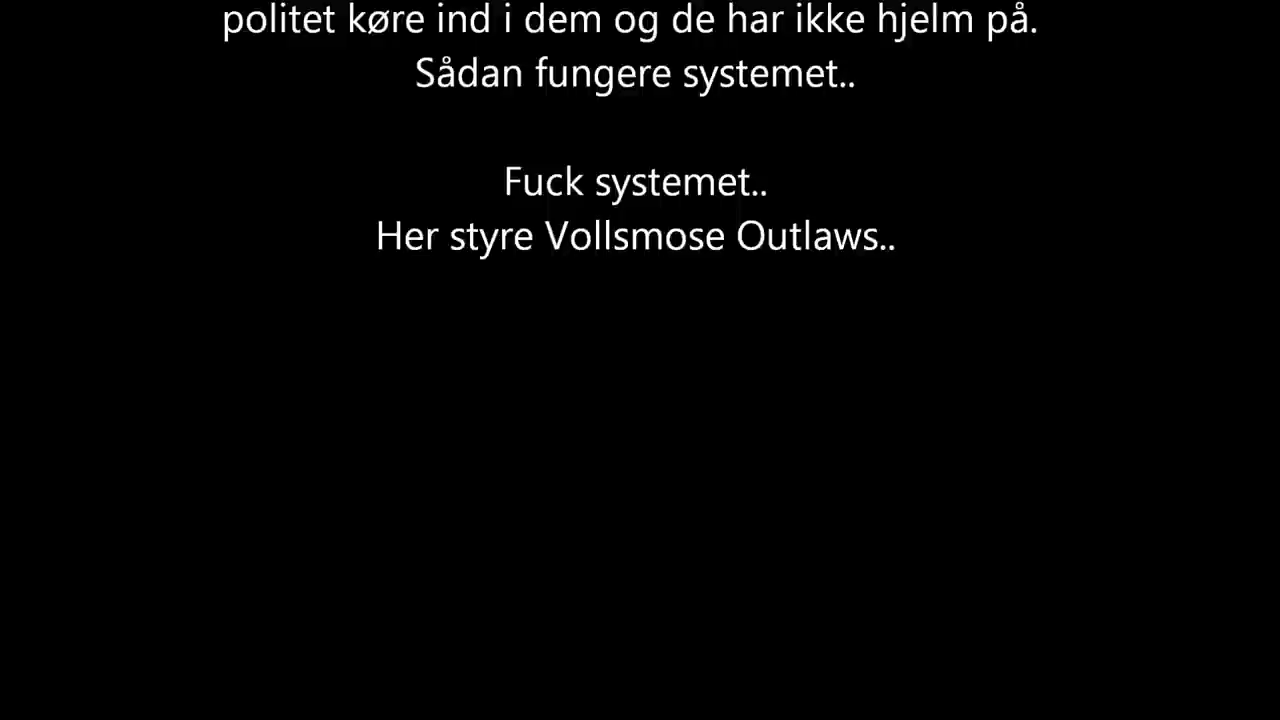 politet køre ind i dem og de har ikke hjelm på.
Sådan fungere systemet..
Fuck systemet..
Her styre Vollsmose Outlaws..